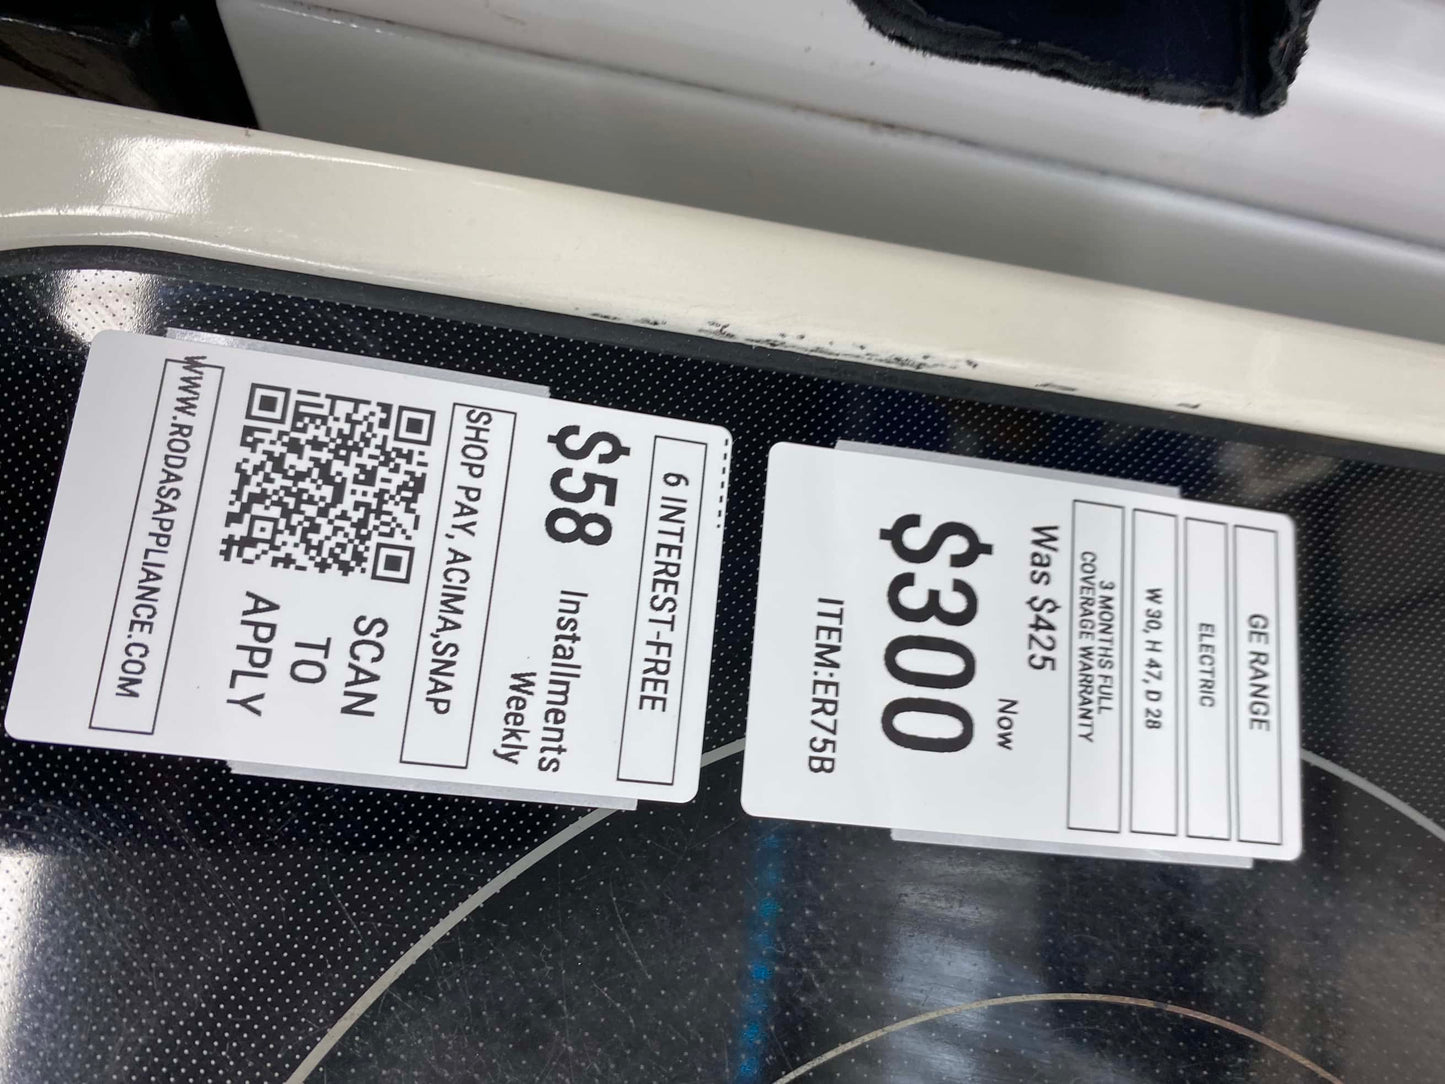 GE RANGE
ELECTRIC
W 30, H 47, D 28
3 MONTHS FULL
COVERAGE WARRANTY
Was $425
Now
$300
ITEM:ER75B
6 INTEREST-FREE
$58 Installments
Weekly
SHOP PAY, ACIMA,SNAP
SCAN
TO
APPLY
WWW.RODASAPPLIANCE.COM